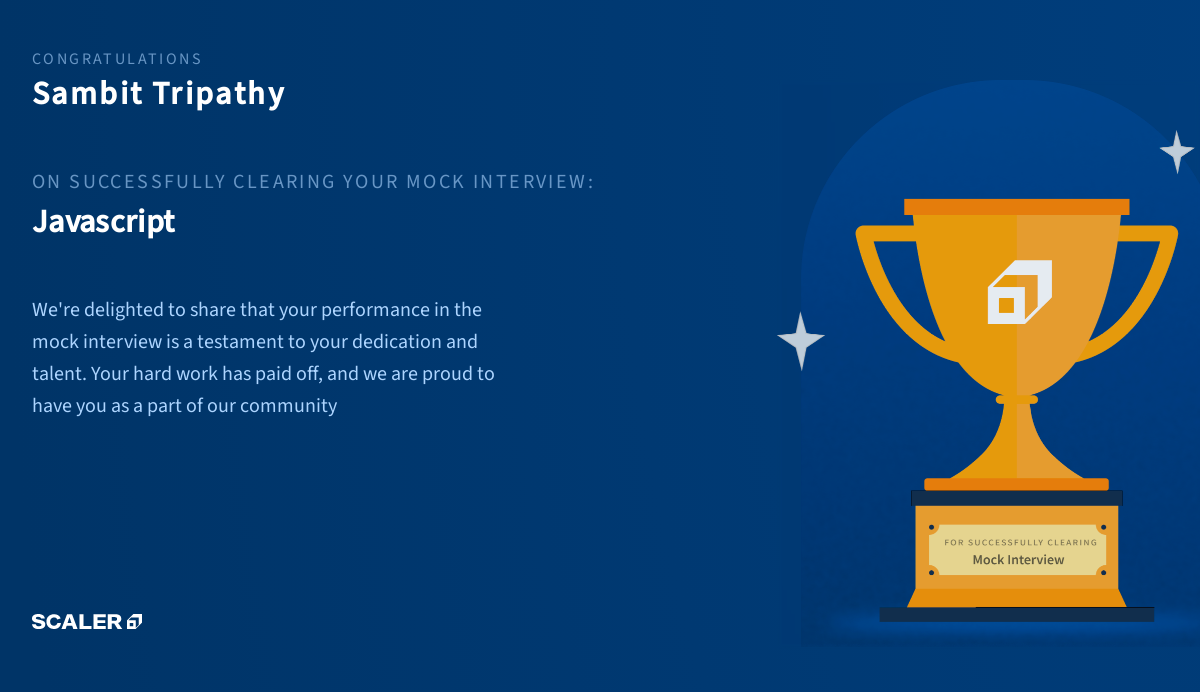 CONGRATULATIONS
Sambit Tripathy
ON SUCCESSFULLY CLEARING YOUR MOCK INTERVIEW:
Javascript
We're delighted to share that your performance in the
mock interview is a testament to your dedication and
talent. Your hard work has paid off, and we are proud to
have you as a part of our community
FOR SUCCESSFULLY CLEARING
Mock Interview
SCALER